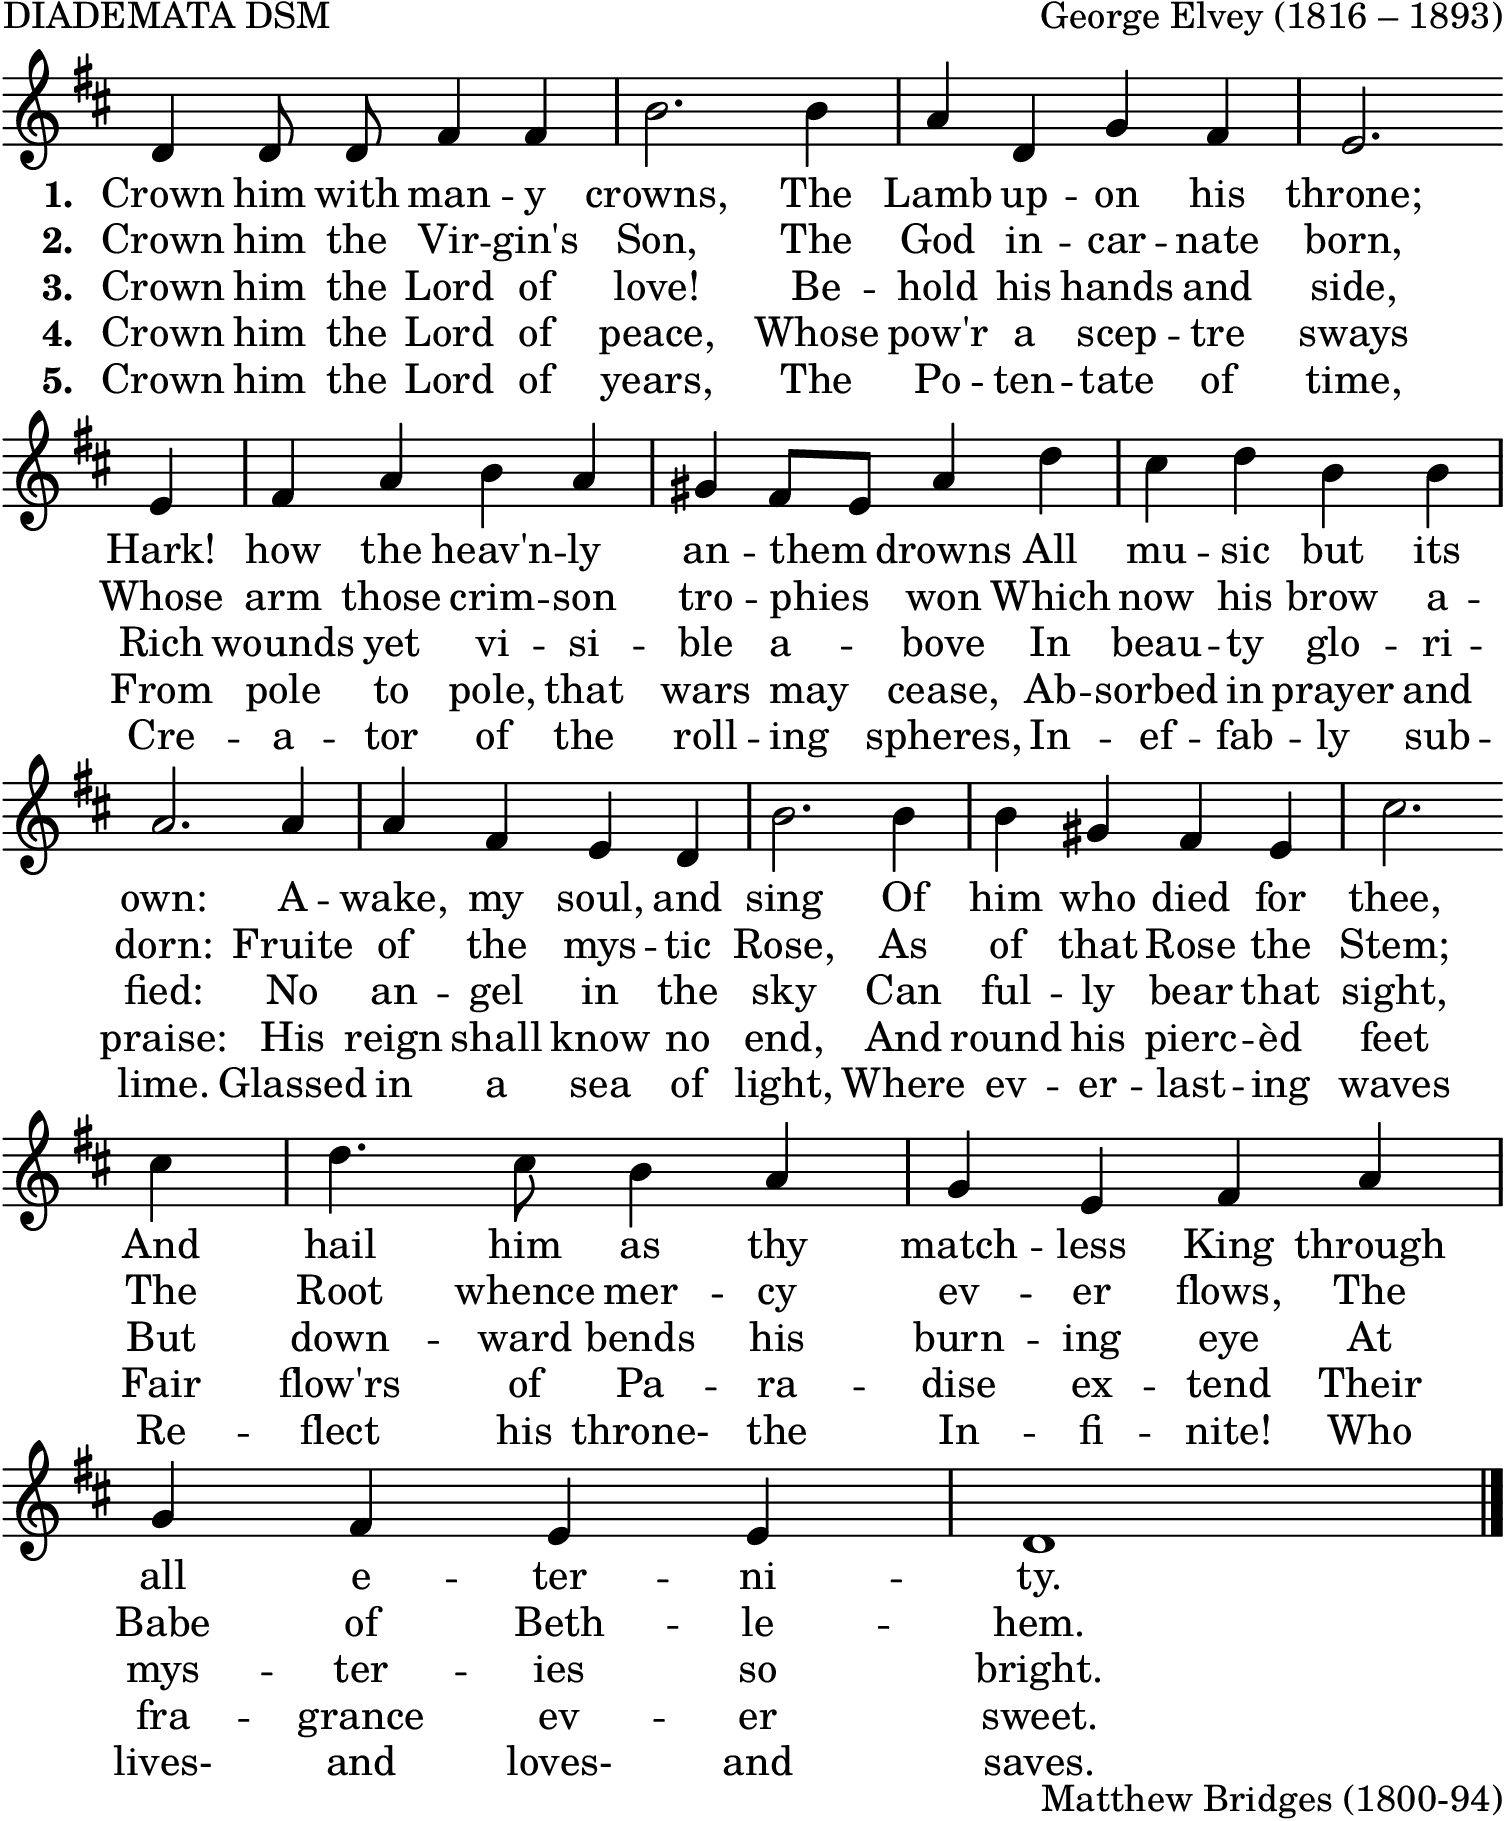 DIADEMATA DSM George Elvey (1816 – 1893)
1. Crown him with man -- y crowns, The Lamb up -- on his throne;
2. Crown him the Vir -- gin's Son, The God in -- car -- nate born,
3. Crown him the Lord of love! Be -- hold his hands and side,
4. Crown him the Lord of peace, Whose pow'r a scep -- tre sways
5. Crown him the Lord of years, The Po -- ten -- tate of time,
Hark! how the heav'n -- ly an -- them drowns All mu -- sic but its
Whose arm those crim -- son tro -- phies won Which now his brow a --
Rich wounds yet vi -- si -- ble a -- bove In beau -- ty glo -- ri --
From pole to pole, that wars may cease, Ab -- sorbed in prayer and
Cre -- a -- tor of the roll -- ing spheres, In -- ef -- fab -- ly sub --
own: A -- wake, my soul, and sing Of him who died for thee,
dorn: Fruite of the mys -- tic Rose, As of that Rose the Stem;
fied: No an -- gel in the sky Can ful -- ly bear that sight,
praise: His reign shall know no end, And round his pierc -- èd feet
lime. Glassed in a sea of light, Where ev -- er -- last -- ing waves
And hail him as thy match -- less King through
The Root whence mer -- cy ev -- er flows, The
But down -- ward bends his burn -- ing eye At
Fair flow'rs of Pa -- ra -- dise ex -- tend Their
Re -- flect his throne- the In -- fi -- nite! Who
all e -- ter -- ni -- ty.
Babe of Beth -- le -- hem.
mys -- ter -- ies so bright.
fra -- grance ev -- er sweet.
lives- and loves- and saves.
Matthew Bridges (1800-94)